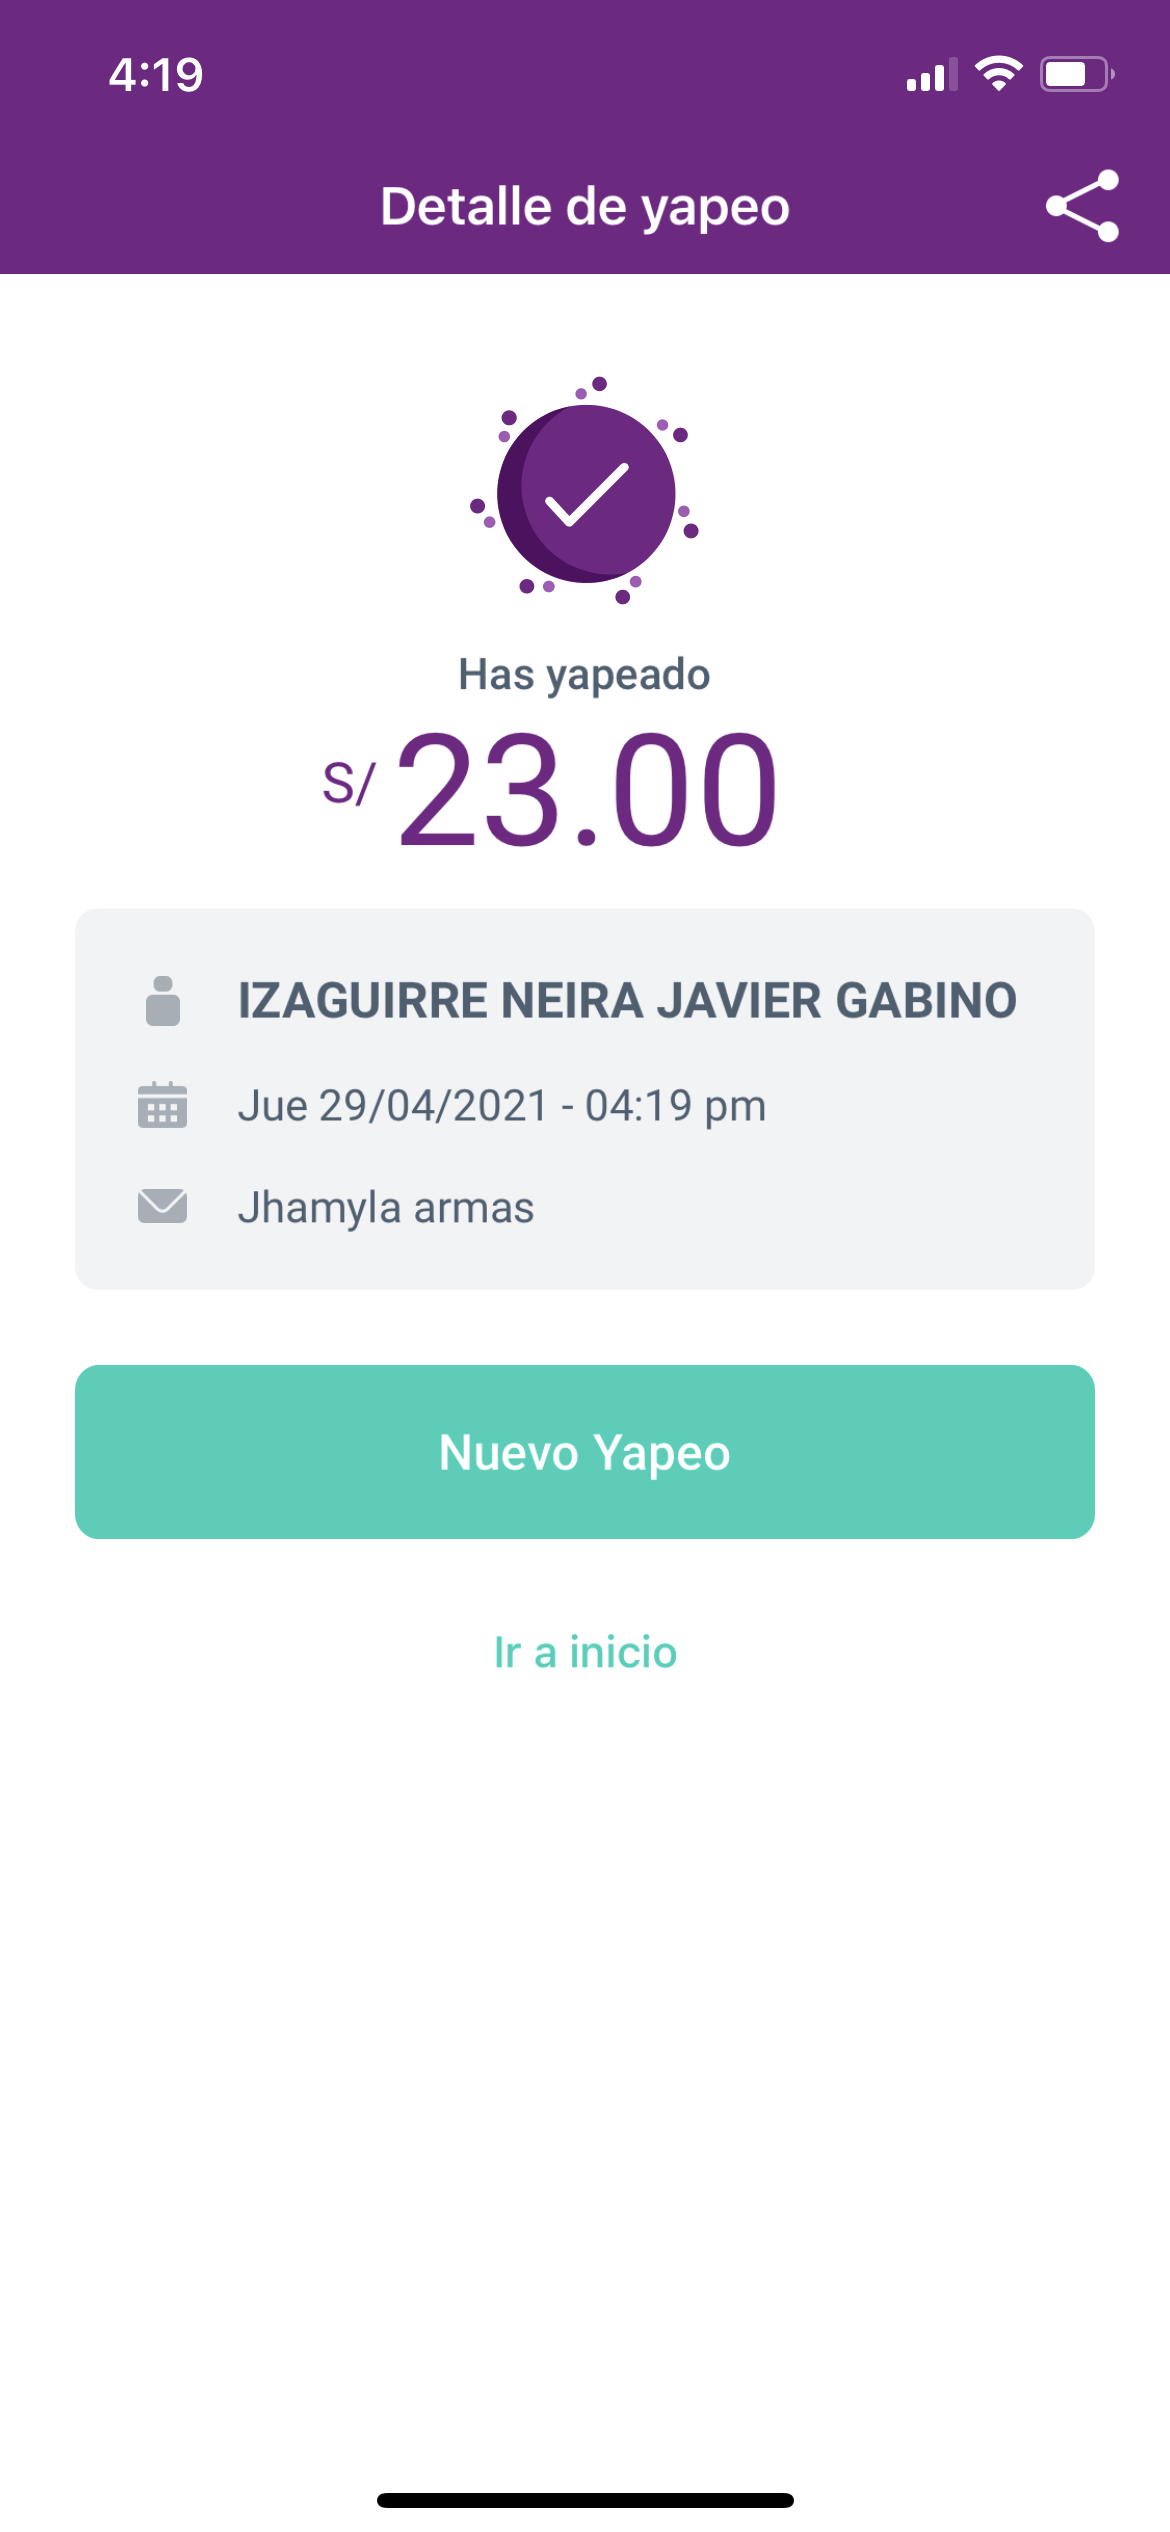 4:19
Detalle de yapeo
Has yapeado
S/ 23.00
IZAGUIRRE NEIRA JAVIER GABINO
Jue 29/04/2021 - 04:19 pm
Jhamyla armas
Nuevo Yapeo
Ir a inicio